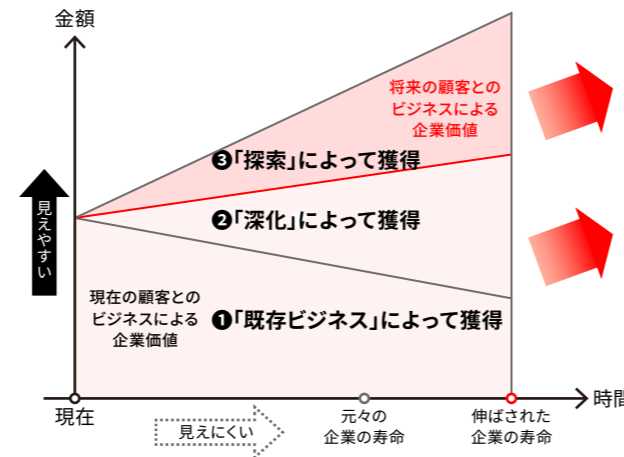 金額
将来の顧客との
ビジネスによる
企業価値
❸「探索」によって獲得
❷「深化」によって獲得
見えやすい
現在の顧客との
ビジネスによる
企業価値
❶「既存ビジネス」によって獲得
時間
現在
見えにくい
元々の
企業の寿命
伸ばされた
企業の寿命